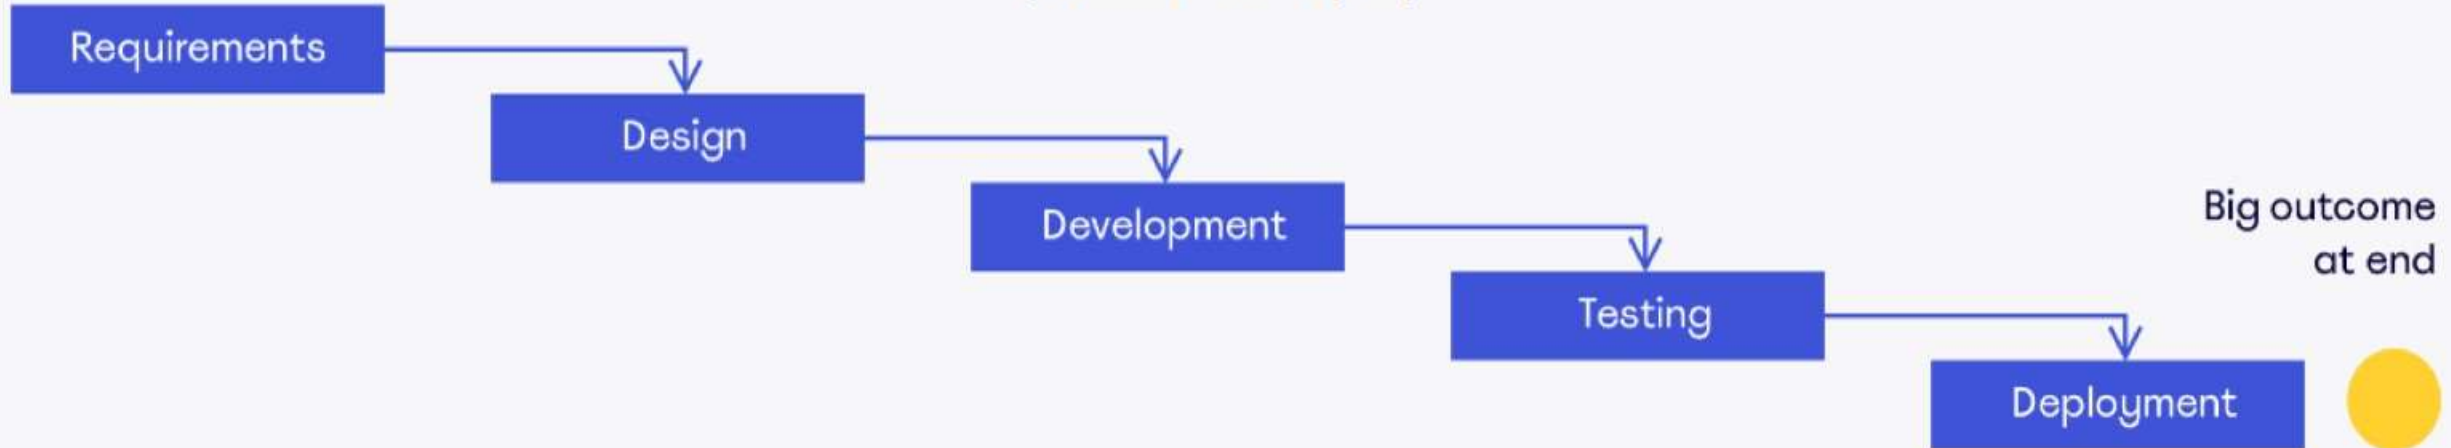 Requirements
Design
Development
Big outcome
at end
Testing
Deployment